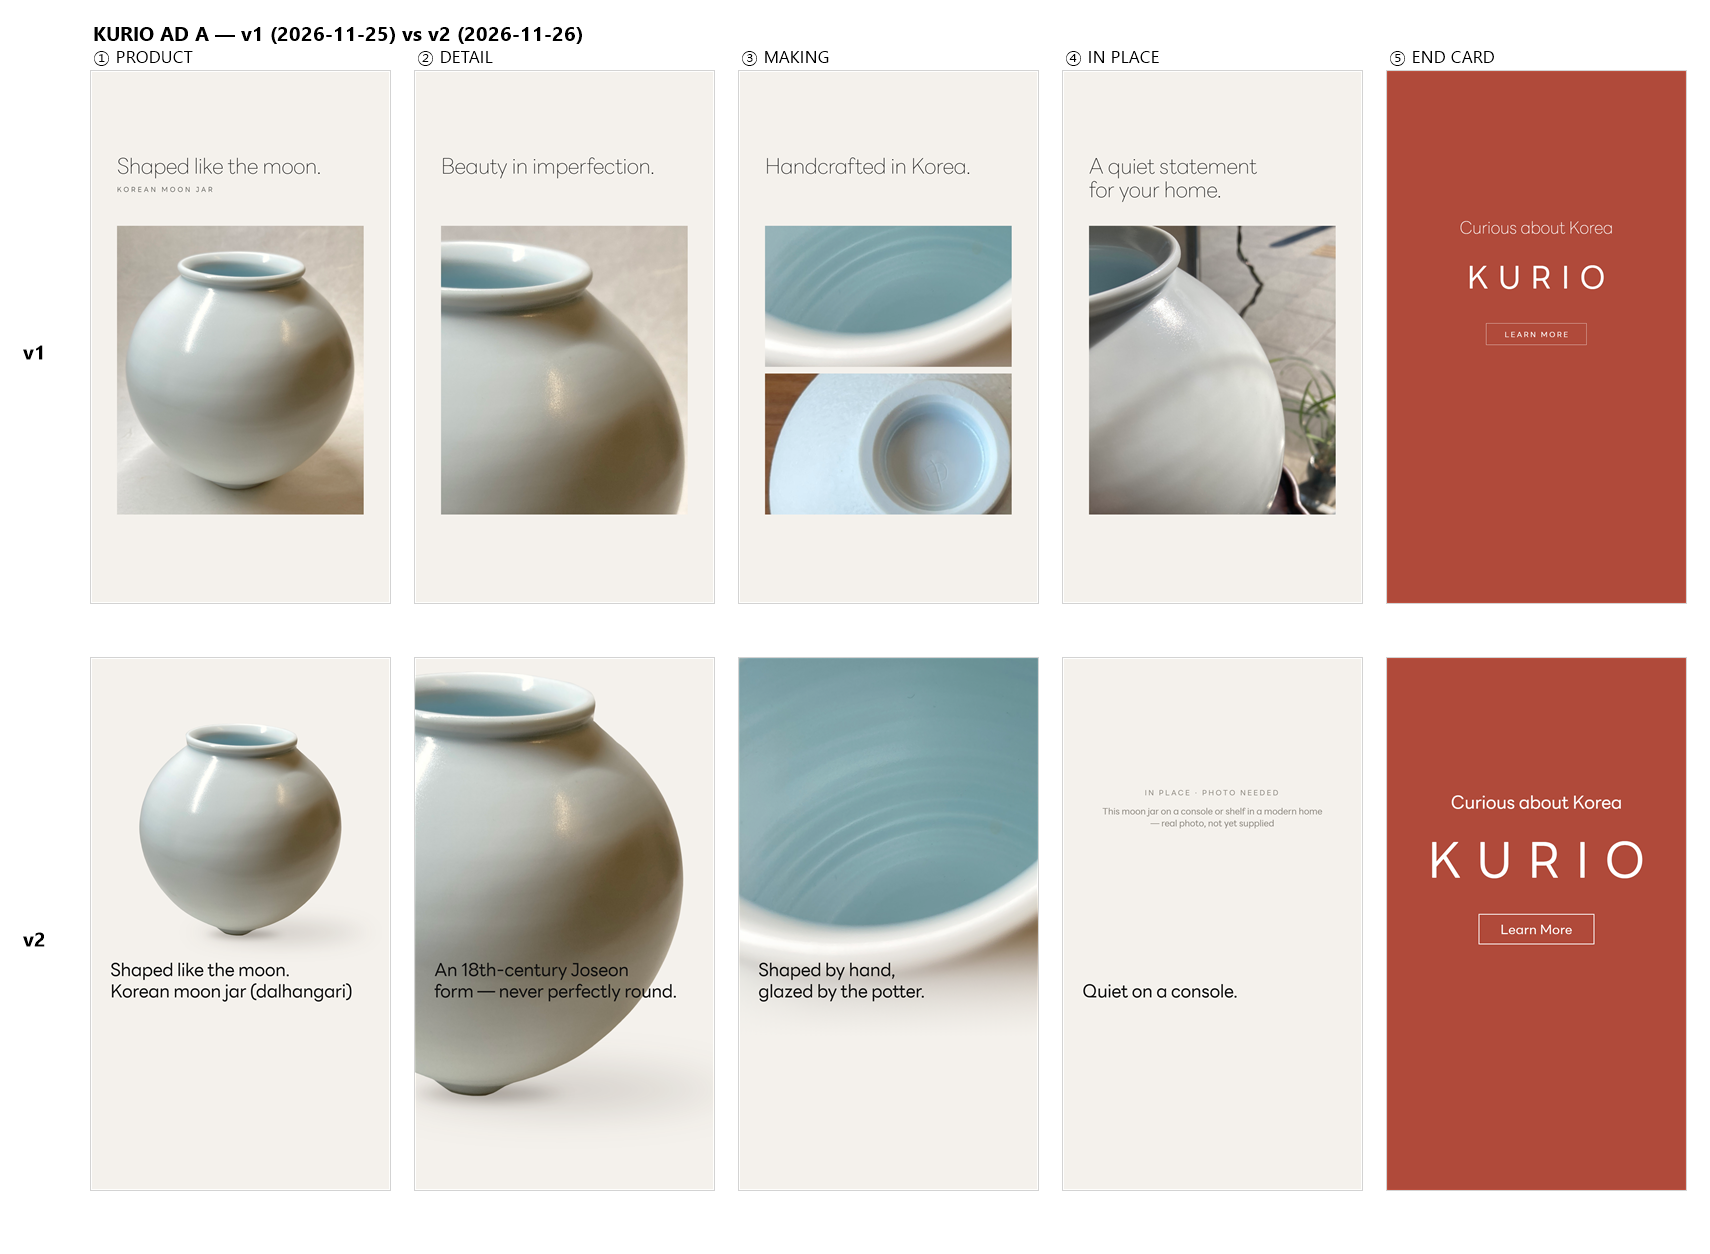 KURIO AD A — v1 (2026-11-25) vs v2 (2026-11-26)
① PRODUCT
② DETAIL
③ MAKING
④ IN PLACE
⑤ END CARD
v1
Shaped like the moon.
KOREAN MOON JAR
Beauty in imperfection.
Handcrafted in Korea.
A quiet statement
for your home.
Curious about Korea
KURIO
LEARN MORE
v2
Shaped like the moon.
Korean moon jar (dalhangari)
An 18th-century Joseon
form — never perfectly round.
Shaped by hand,
glazed by the potter.
IN PLACE · PHOTO NEEDED
This moon jar on a console or shelf in a modern home
— real photo, not yet supplied
Quiet on a console.
Curious about Korea
KURIO
Learn More